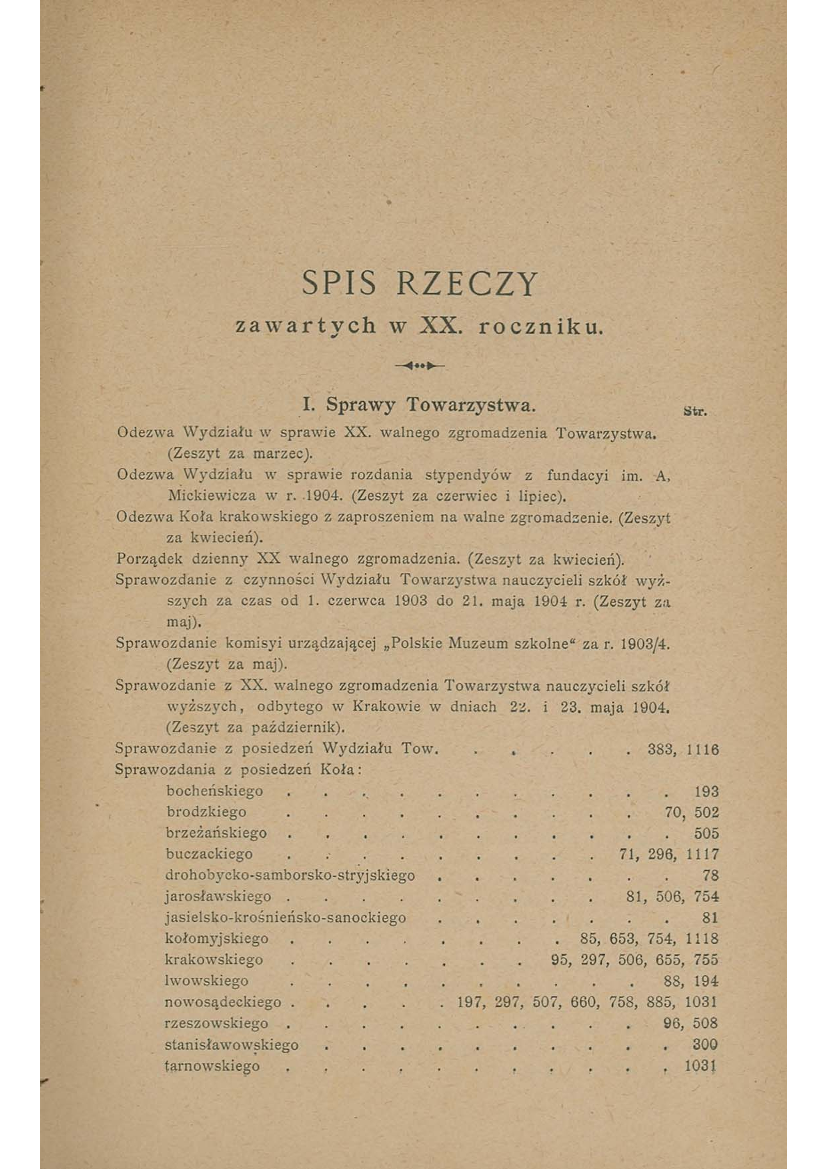 SPIS RZECZY
zawartych w XX. roczniku.
I. Sprawy Towarzystwa.
Str.
Odezwa Wydziału w sprawie XX. walnego zgromadzenia Towarzystwa.
(Zeszyt za marzec).
Odezwa Wydziału w sprawie rozdania stypendyów z fundacyi im. A.
Mickiewicza w r. 1904. (Zeszyt za czerwiec i lipiec).
Odezwa Koła krakowskiego z zaproszeniem na walne zgromadzenie. (Zeszyt
za kwiecień).
Porządek dzienny XX walnego zgromadzenia. (Zeszyt za kwiecień).
Sprawozdanie z czynności Wydziału Towarzystwa nauczycieli szkół wyż-
szych za czas od 1. czerwca 1903 do 21. maja 1904 r. (Zeszyt za
maj).
Sprawozdanie komisyi urządzającej „Polskie Muzeum szkolne“ za r. 1903/4.
(Zeszyt za maj).
Sprawozdanie z XX. walnego zgromadzenia Towarzystwa nauczycieli szkół
wyższych, odbytego w Krakowie w dniach 22. i 23. maja 1904.
(Zeszyt za październik).
Sprawozdanie z posiedzeń Wydziału Tow. . . . . . 383, 1116
Sprawozdania z posiedzeń Koła:
bocheńskiego . . . . . . . . . . . 193
brodzkiego . . . . . . . . . . 70, 502
brzeżańskiego . . . . . . . . . . . 505
buczackiego . . . . . . . . . 71, 296, 1117
drohobycko-samborsko-stryjskiego . . . . . . . 78
jarosławskiego . . . . . . . . . 81, 506, 754
jasielsko-krośnieńsko-sanockiego . . . . . . . 81
kołomyjskiego . . . . . . . . 85, 653, 754, 1118
krakowskiego . . . . . . . 95, 297, 506, 655, 755
lwowskiego . . . . . . . . . . 88, 194
nowosądeckiego . . . . . 197, 297, 507, 660, 758, 885, 1031
rzeszowskiego . . . . . . . . . . 96, 508
stanisławowskiego . . . . . . . . . . 300
tarnowskiego . . . . . . . . . . . 1031